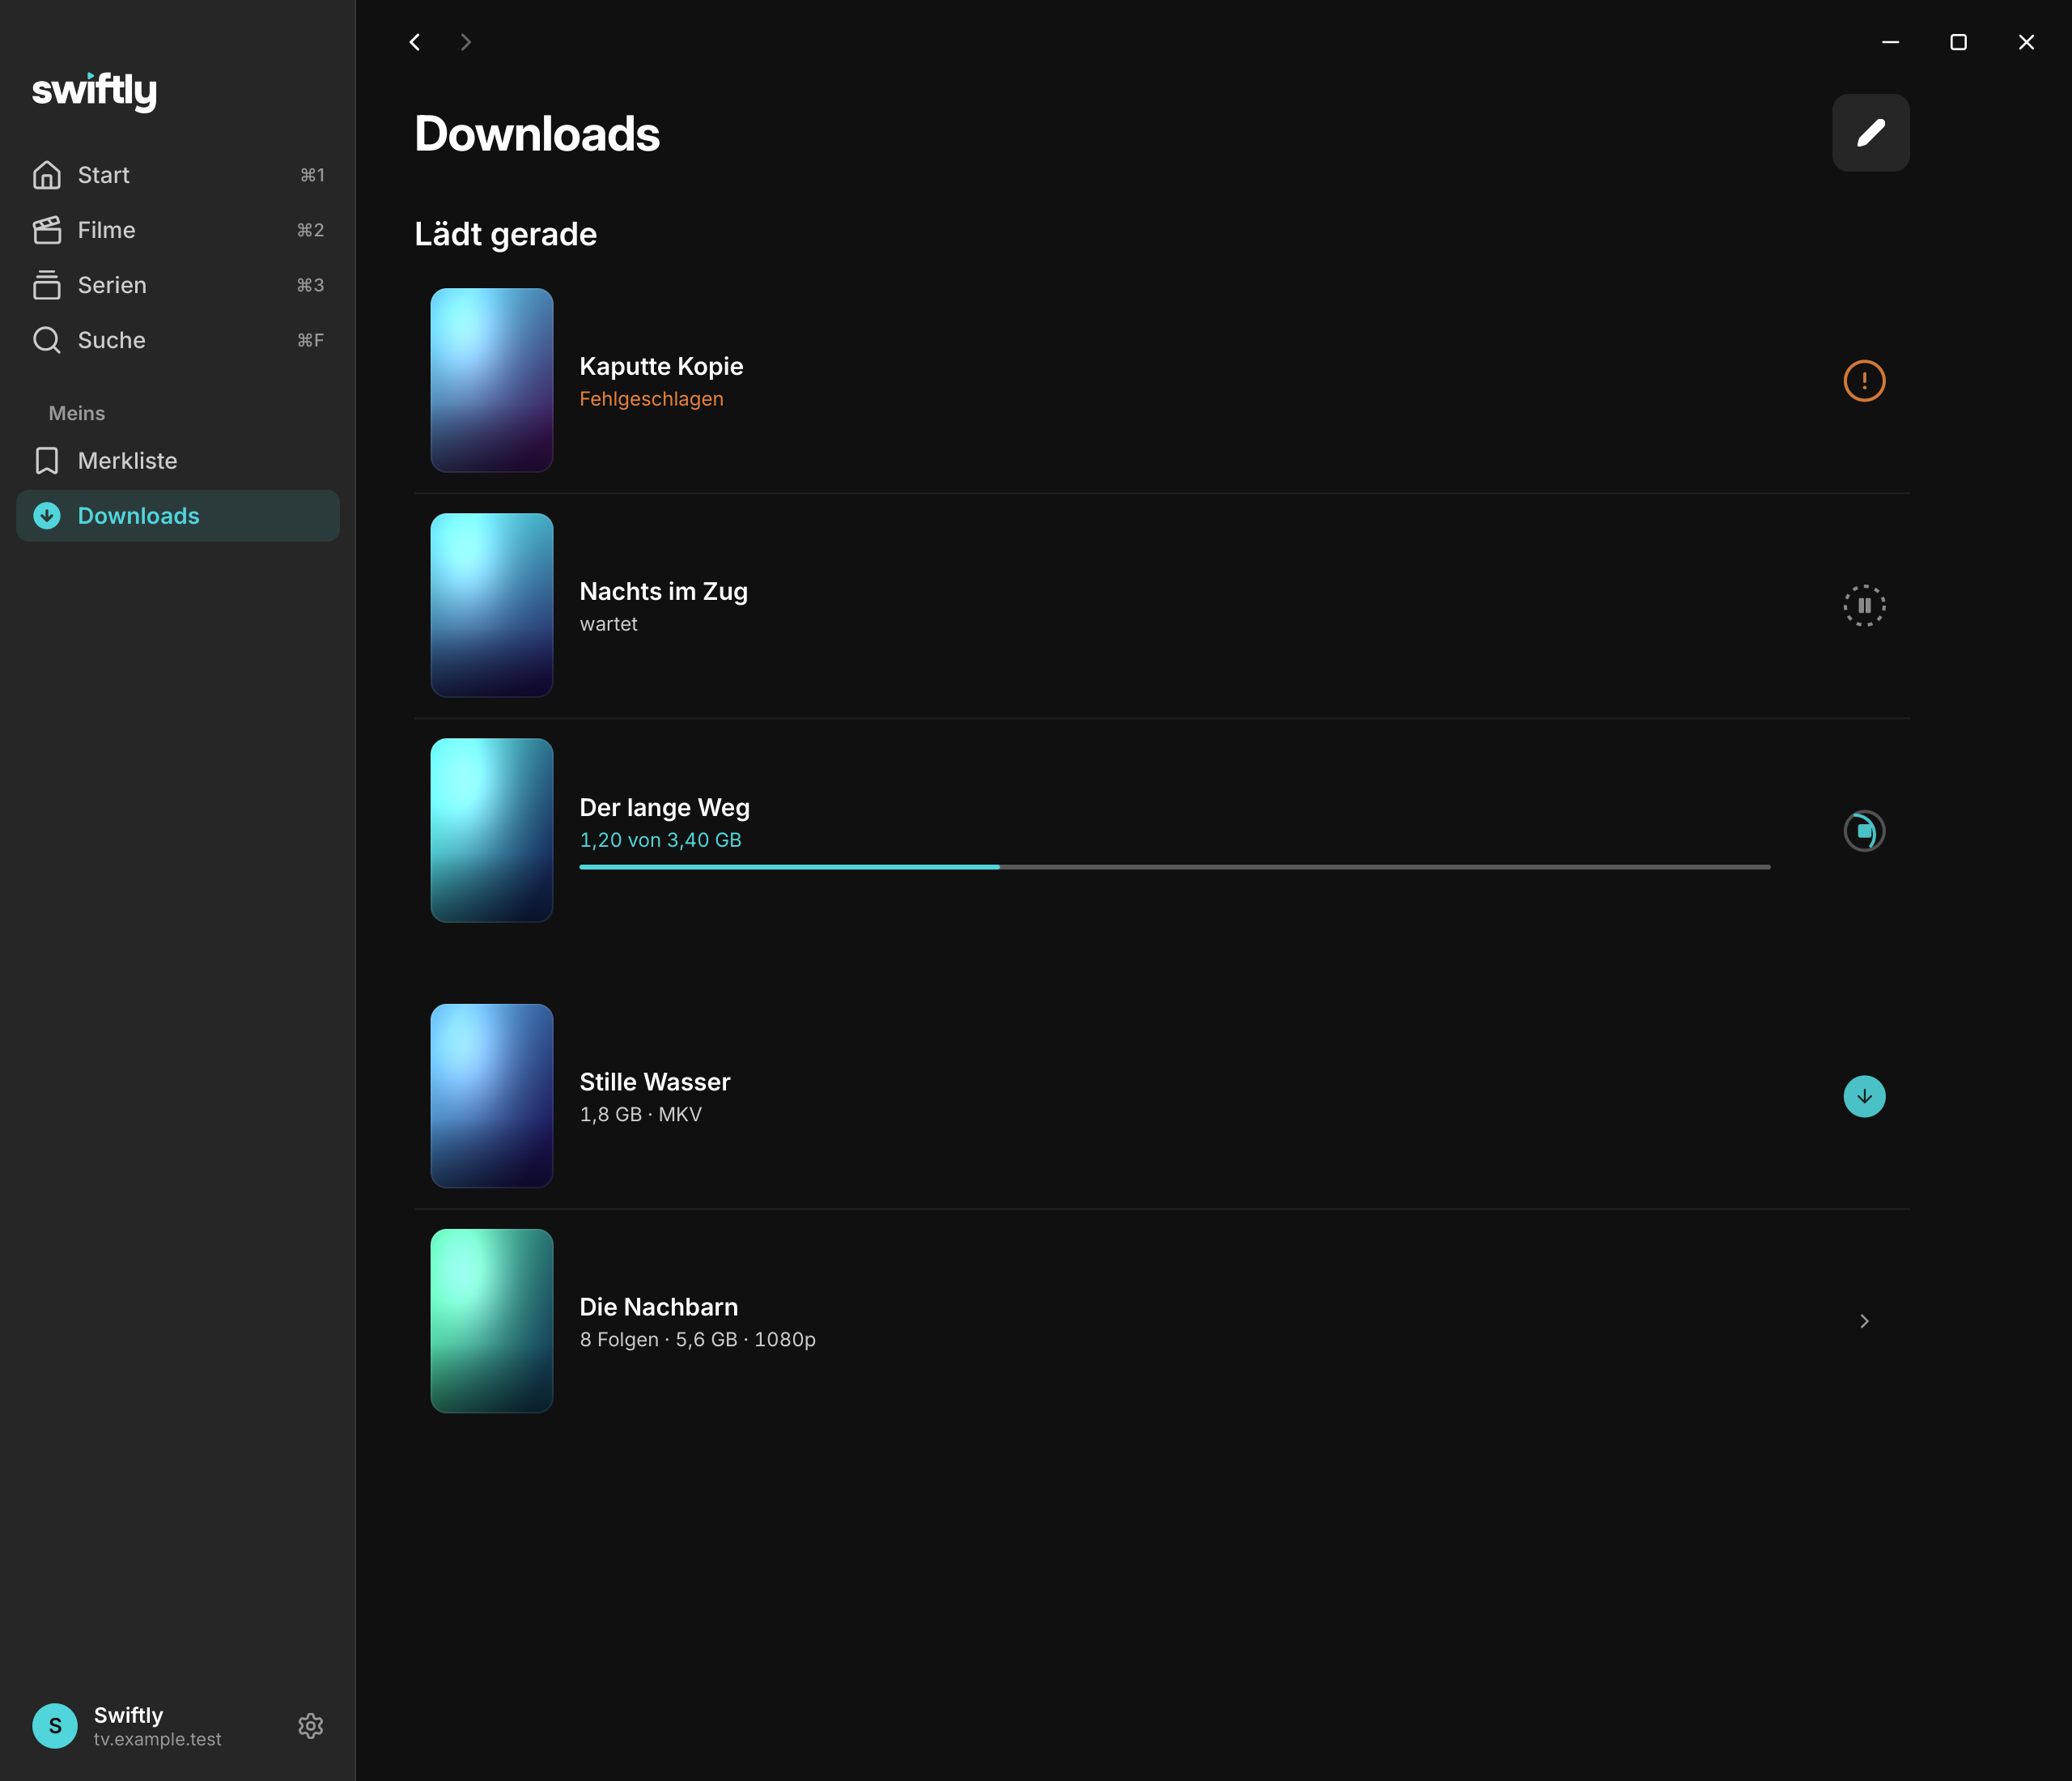 swiftly
Start ⌘1
Filme ⌘2
Serien ⌘3
Suche ⌘F
Meins
Merkliste
Downloads
Swiftly
tv.example.test
S
Downloads
Lädt gerade
Kaputte Kopie
Fehlgeschlagen
Nachts im Zug
wartet
Der lange Weg
1,20 von 3,40 GB
Stille Wasser
1,8 GB · MKV
Die Nachbarn
8 Folgen · 5,6 GB · 1080p